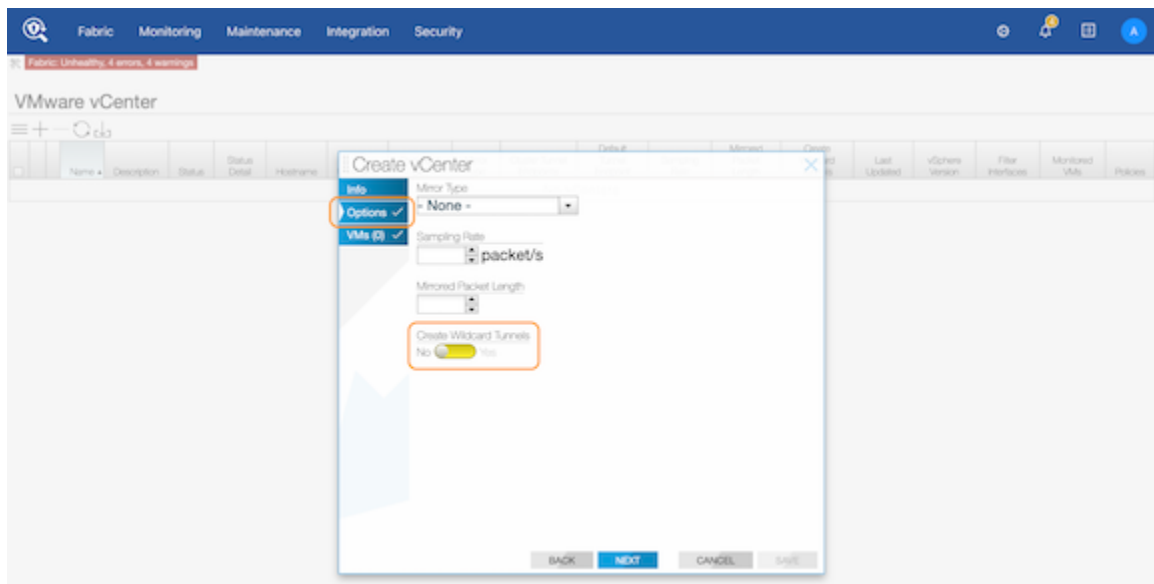 Fabric Monitoring Maintenance Integration Security
A
Fabric: Unhealthy, 4 errors, 4 warnings
VMware vCenter
Name Description Status Status Detail Hostname Last Updated vSphere Version Filter Interfaces Monitored VMs Policies
Create vCenter
Info
Options
VMs (0)
Mirror Type
- None -
Sampling Rate
packet/s
Mirrored Packet Length
Create Wildcard Tunnels
No Yes
BACK NEXT CANCEL SAVE